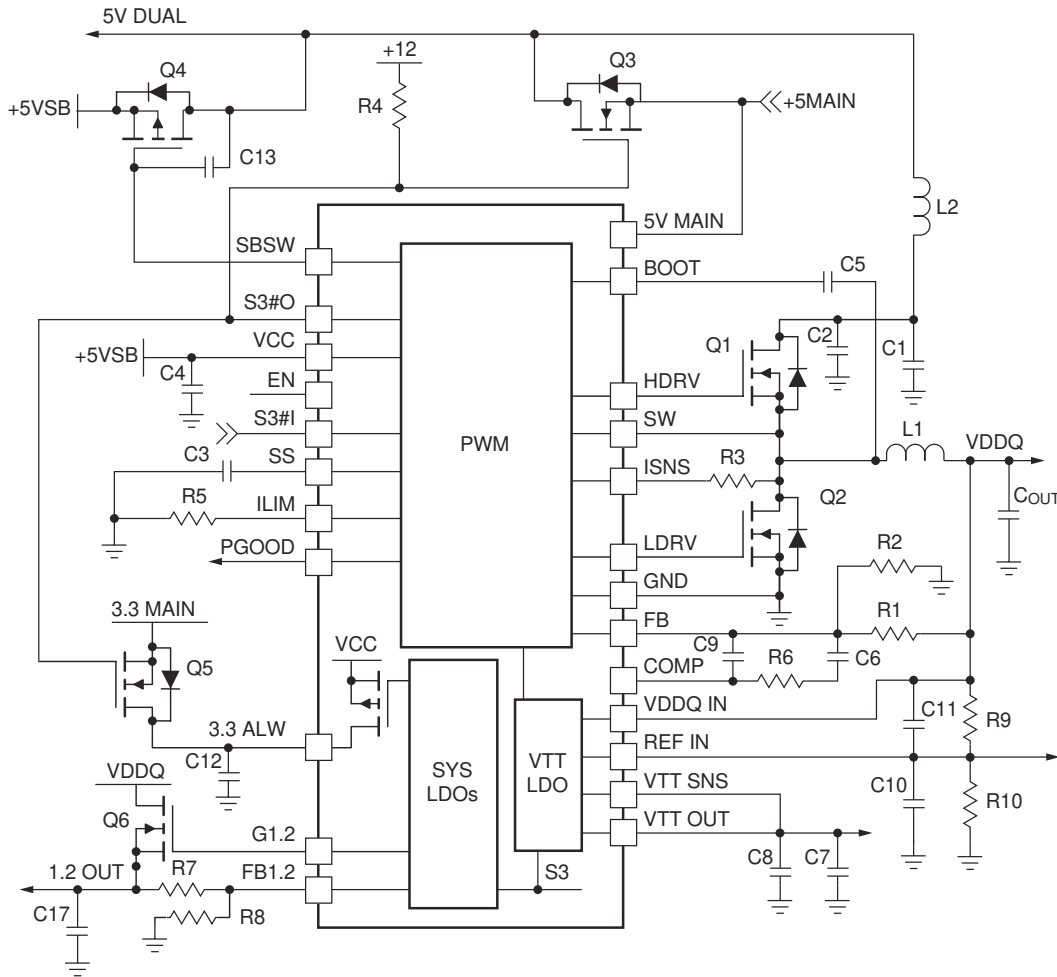 5V DUAL
Q4
+12
Q3
+5VSB
R4
+5MAIN
C13
L2
5V MAIN
SBSW
BOOT
C5
S3#O
VCC
+5VSB
C4
Q1
C2
C1
EN
HDRV
S3#I
SW
PWM
L1
VDDQ
C3
SS
ISNS
R3
R5
ILIM
Q2
COUT
PGOOD
LDRV
R2
GND
3.3 MAIN
FB
R1
VCC
C9
R6
C6
COMP
Q5
VDDQ IN
C11
R9
3.3 ALW
REF IN
C12
SYS
LDOs
VTT
LDO
VTT SNS
C10
R10
VDDQ
Q6
G1.2
VTT OUT
C8
C7
1.2 OUT
R7
FB1.2
S3
C17
R8